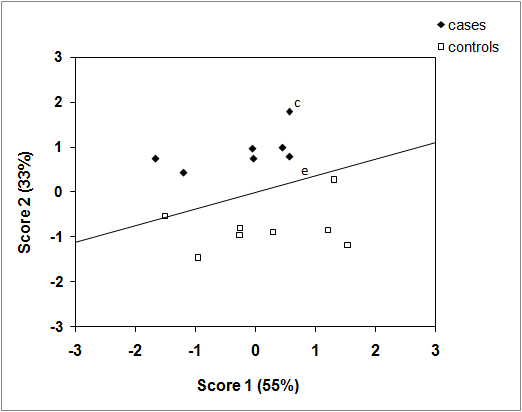 cases
controls
3
2
1
0
-1
-2
-3
c
e
Score 2 (33%)
-3 -2 -1 0 1 2 3
Score 1 (55%)